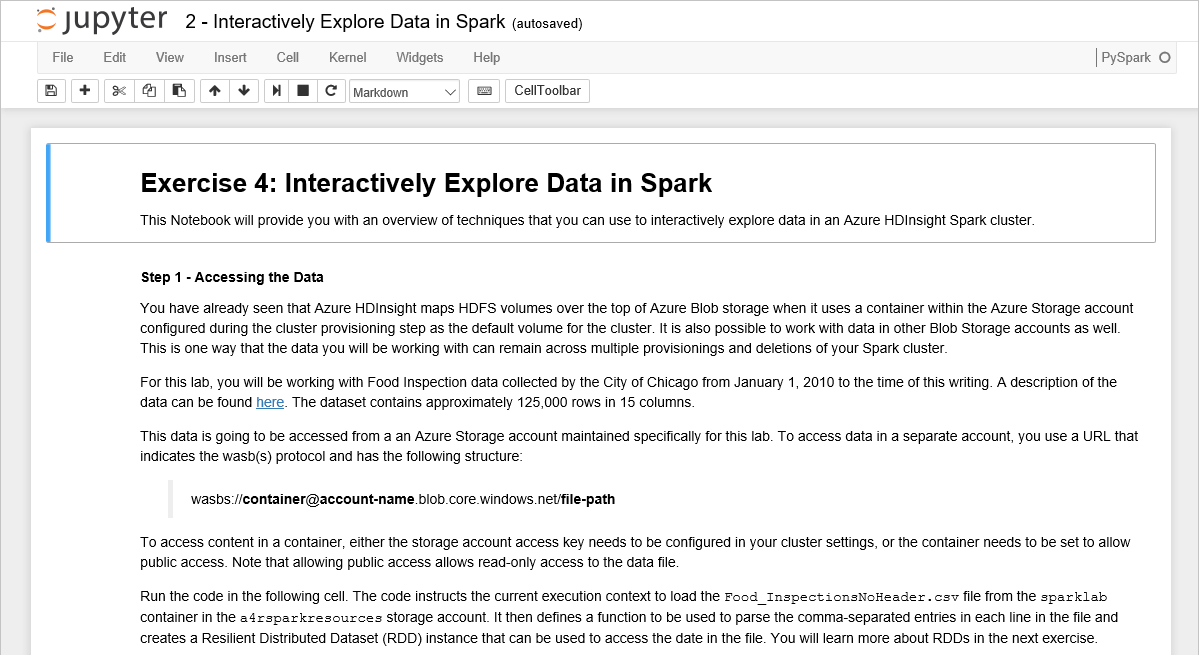 jupyter 2 - Interactively Explore Data in Spark (autosaved)
File Edit View Insert Cell Kernel Widgets Help PySpark
Markdown CellToolbar
Exercise 4: Interactively Explore Data in Spark
This Notebook will provide you with an overview of techniques that you can use to interactively explore data in an Azure HDInsight Spark cluster.
Step 1 - Accessing the Data
You have already seen that Azure HDInsight maps HDFS volumes over the top of Azure Blob storage when it uses a container within the Azure Storage account
configured during the cluster provisioning step as the default volume for the cluster. It is also possible to work with data in other Blob Storage accounts as well.
This is one way that the data you will be working with can remain across multiple provisionings and deletions of your Spark cluster.
For this lab, you will be working with Food Inspection data collected by the City of Chicago from January 1, 2010 to the time of this writing. A description of the
data can be found here. The dataset contains approximately 125,000 rows in 15 columns.
This data is going to be accessed from a an Azure Storage account maintained specifically for this lab. To access data in a separate account, you use a URL that
indicates the wasb(s) protocol and has the following structure:
wasbs://container@account-name.blob.core.windows.net/file-path
To access content in a container, either the storage account access key needs to be configured in your cluster settings, or the container needs to be set to allow
public access. Note that allowing public access allows read-only access to the data file.
Run the code in the following cell. The code instructs the current execution context to load the Food_InspectionsNoHeader.csv file from the sparklab
container in the a4rsparkresources storage account. It then defines a function to be used to parse the comma-separated entries in each line in the file and
creates a Resilient Distributed Dataset (RDD) instance that can be used to access the date in the file. You will learn more about RDDs in the next exercise.